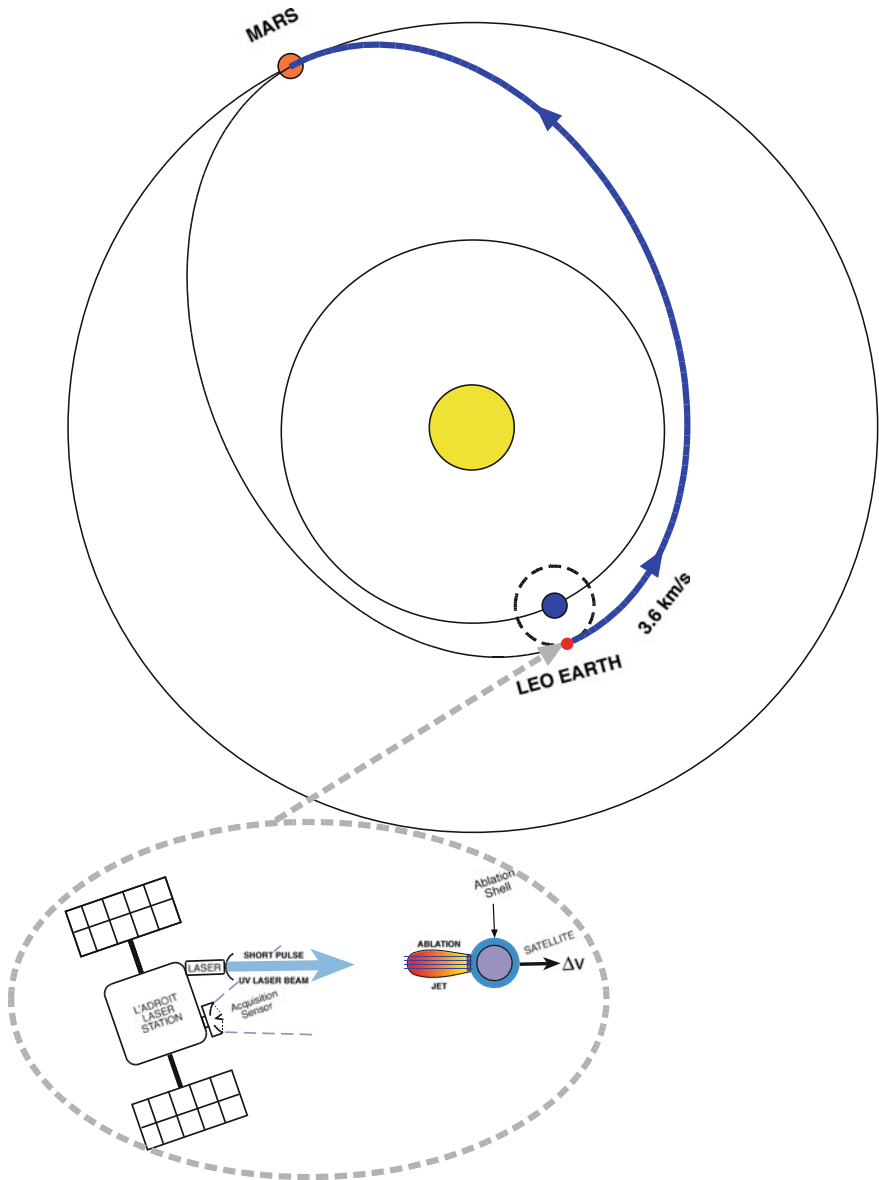 MARS
3.6 km/s
LEO EARTH
Ablation
Shell
SATELLITE
Δv
ABLATION
JET
SHORT PULSE
LASER
UV LASER BEAM
Acquisition
Sensor
L'ADROIT
LASER
STATION